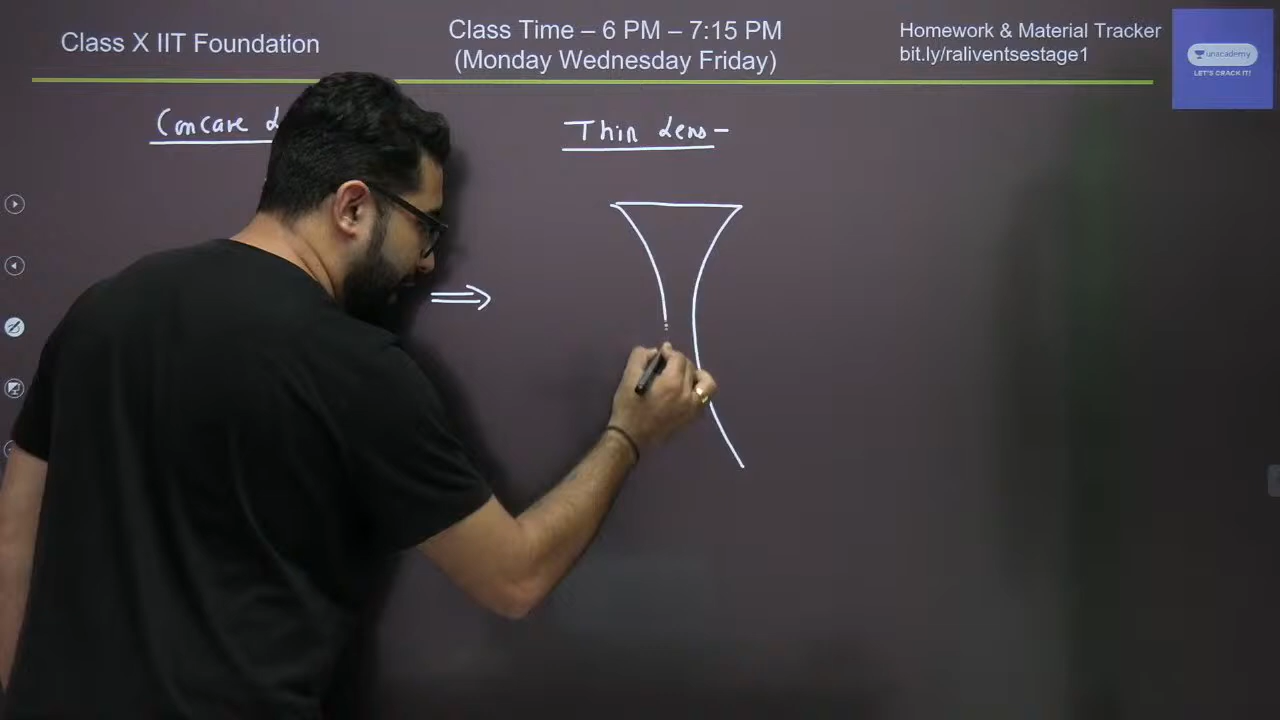 Class X IIT Foundation
Class Time – 6 PM – 7:15 PM
(Monday Wednesday Friday)
Homework & Material Tracker
bit.ly/raliventsestage1
unacademy
LET'S CRACK IT!
Concave
Thin Lens –